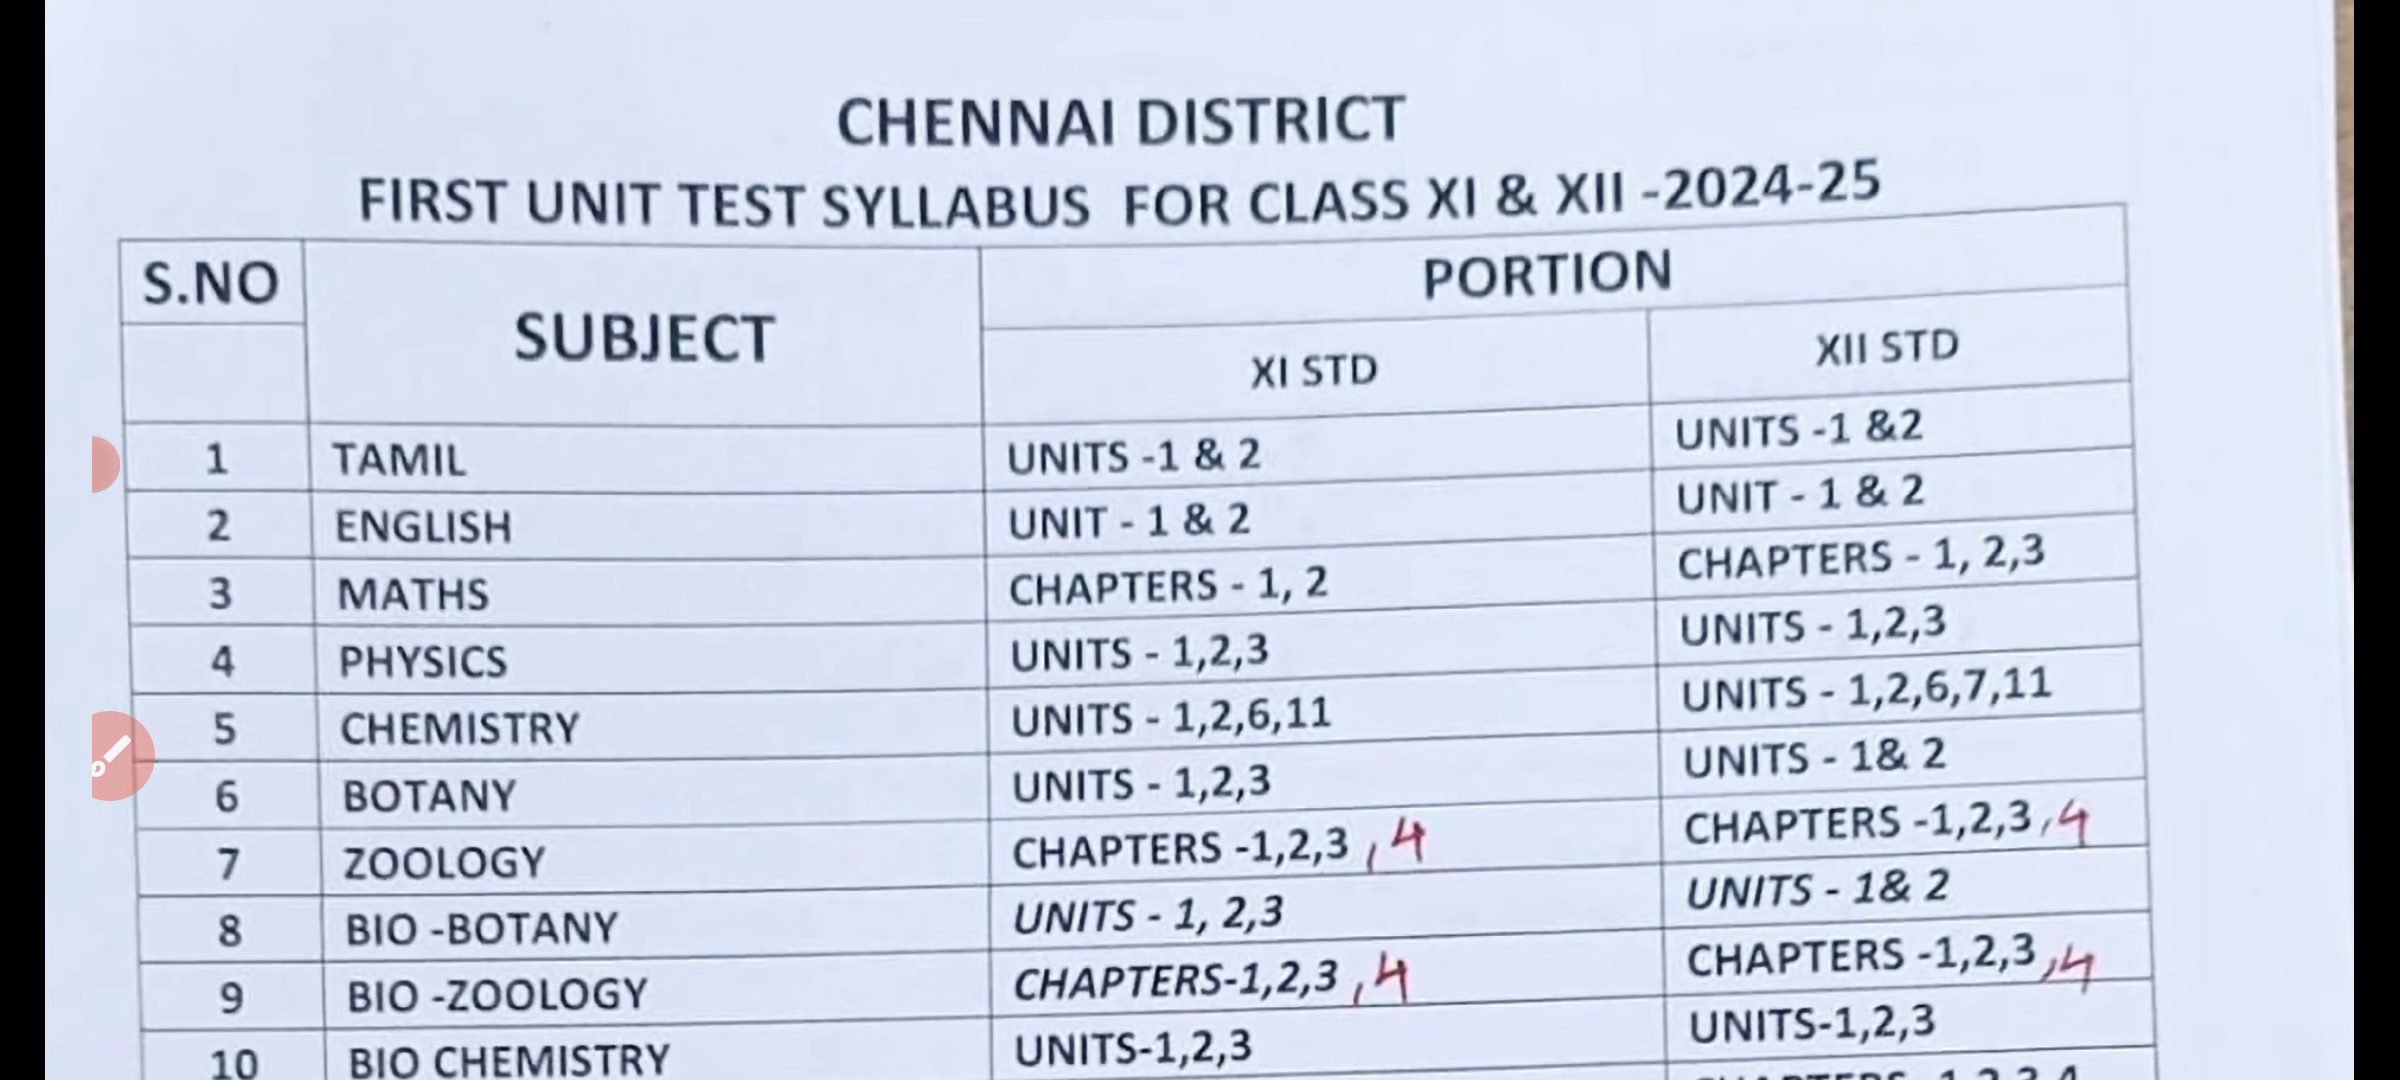 CHENNAI DISTRICT
FIRST UNIT TEST SYLLABUS FOR CLASS XI & XII -2024-25
S.NO SUBJECT PORTION
XI STD XII STD
1 TAMIL UNITS -1 & 2 UNITS -1 &2
2 ENGLISH UNIT - 1 & 2 UNIT - 1 & 2
3 MATHS CHAPTERS - 1, 2 CHAPTERS - 1, 2,3
4 PHYSICS UNITS - 1,2,3 UNITS - 1,2,3
5 CHEMISTRY UNITS - 1,2,6,11 UNITS - 1,2,6,7,11
6 BOTANY UNITS - 1,2,3 UNITS - 1& 2
7 ZOOLOGY CHAPTERS -1,2,3 ,4 CHAPTERS -1,2,3 ,4
8 BIO -BOTANY UNITS - 1, 2,3 UNITS - 1& 2
9 BIO -ZOOLOGY CHAPTERS-1,2,3 ,4 CHAPTERS -1,2,3 ,4
10 BIO CHEMISTRY UNITS-1,2,3 UNITS-1,2,3